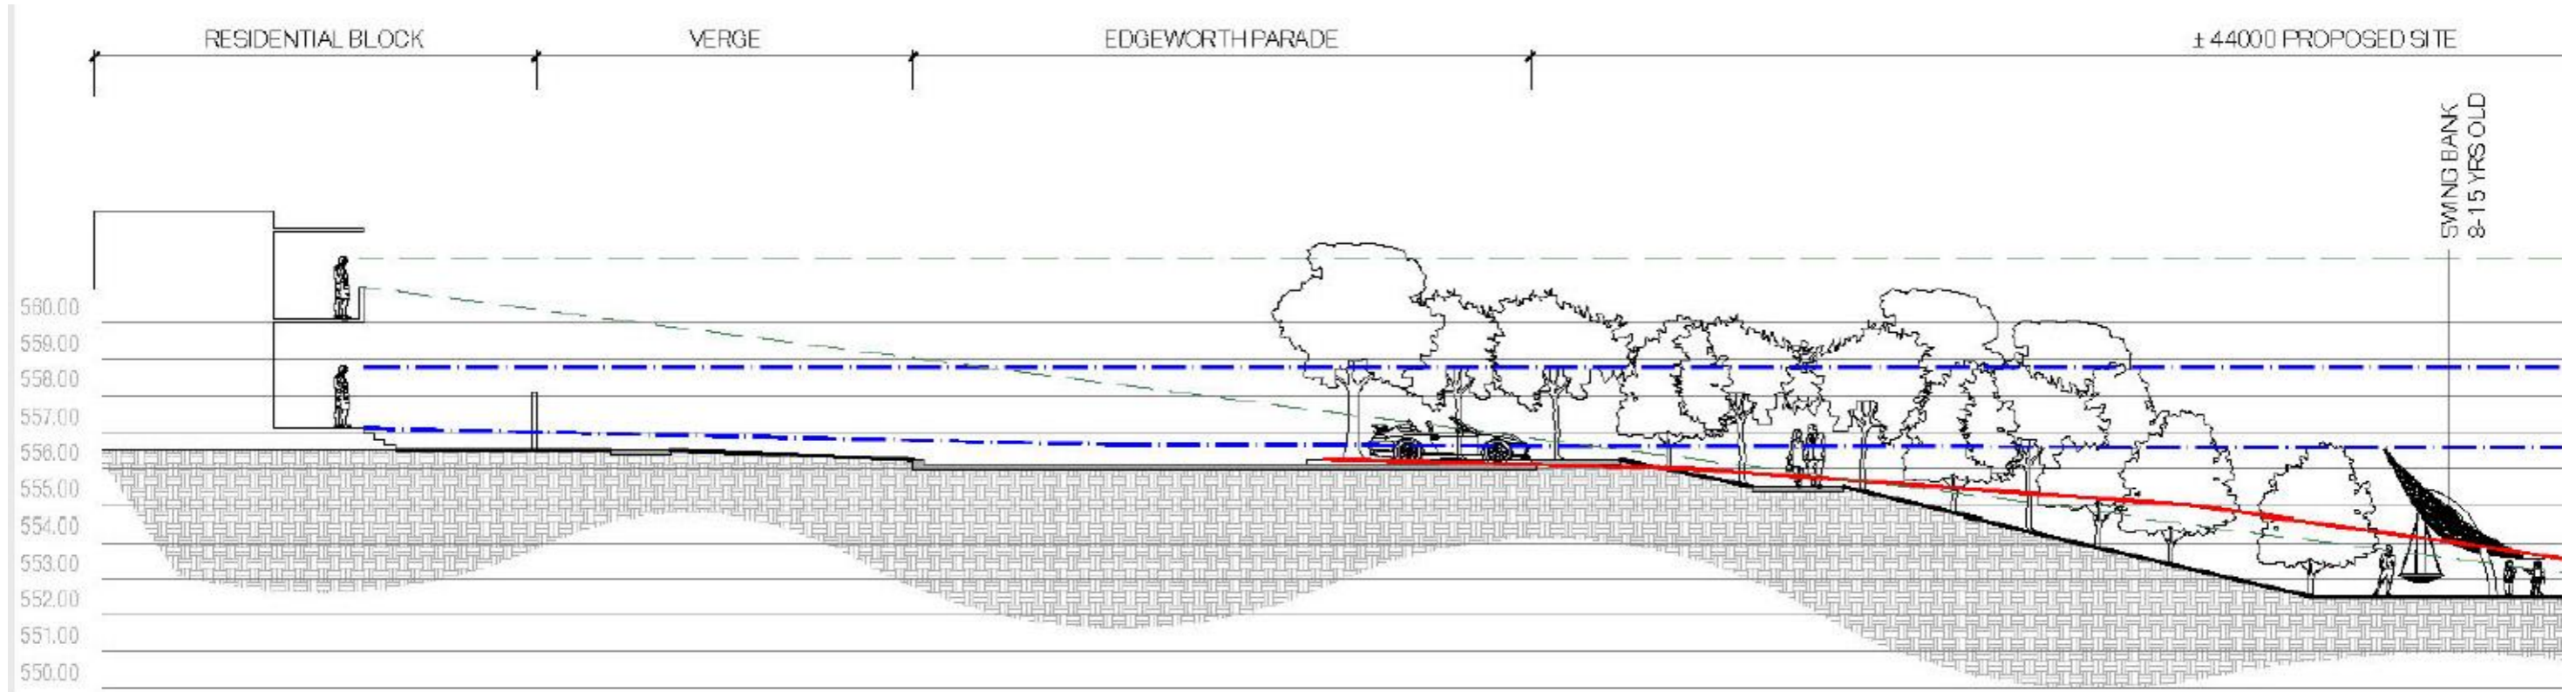 RESIDENTIAL BLOCK
VERGE
EDGEWORTH PARADE
± 44000 PROPOSED SITE
SWING BANK
8-15 YRS OLD
560.00
559.00
558.00
557.00
556.00
555.00
554.00
553.00
552.00
551.00
550.00